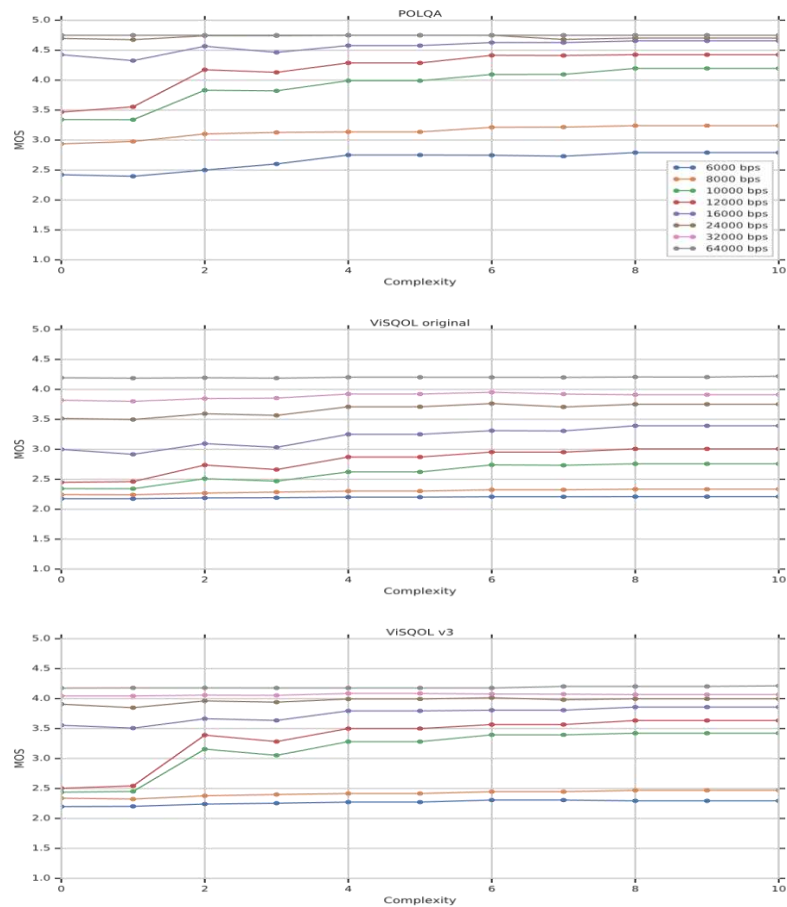 POLQA
5.0
4.5
4.0
3.5
3.0
2.5
2.0
1.5
1.0
MOS
0 2 4 6 8 10
Complexity
6000 bps
8000 bps
10000 bps
12000 bps
16000 bps
24000 bps
32000 bps
64000 bps
ViSQOL original
5.0
4.5
4.0
3.5
3.0
2.5
2.0
1.5
1.0
MOS
0 2 4 6 8 10
Complexity
ViSQOL v3
5.0
4.5
4.0
3.5
3.0
2.5
2.0
1.5
1.0
MOS
0 2 4 6 8 10
Complexity